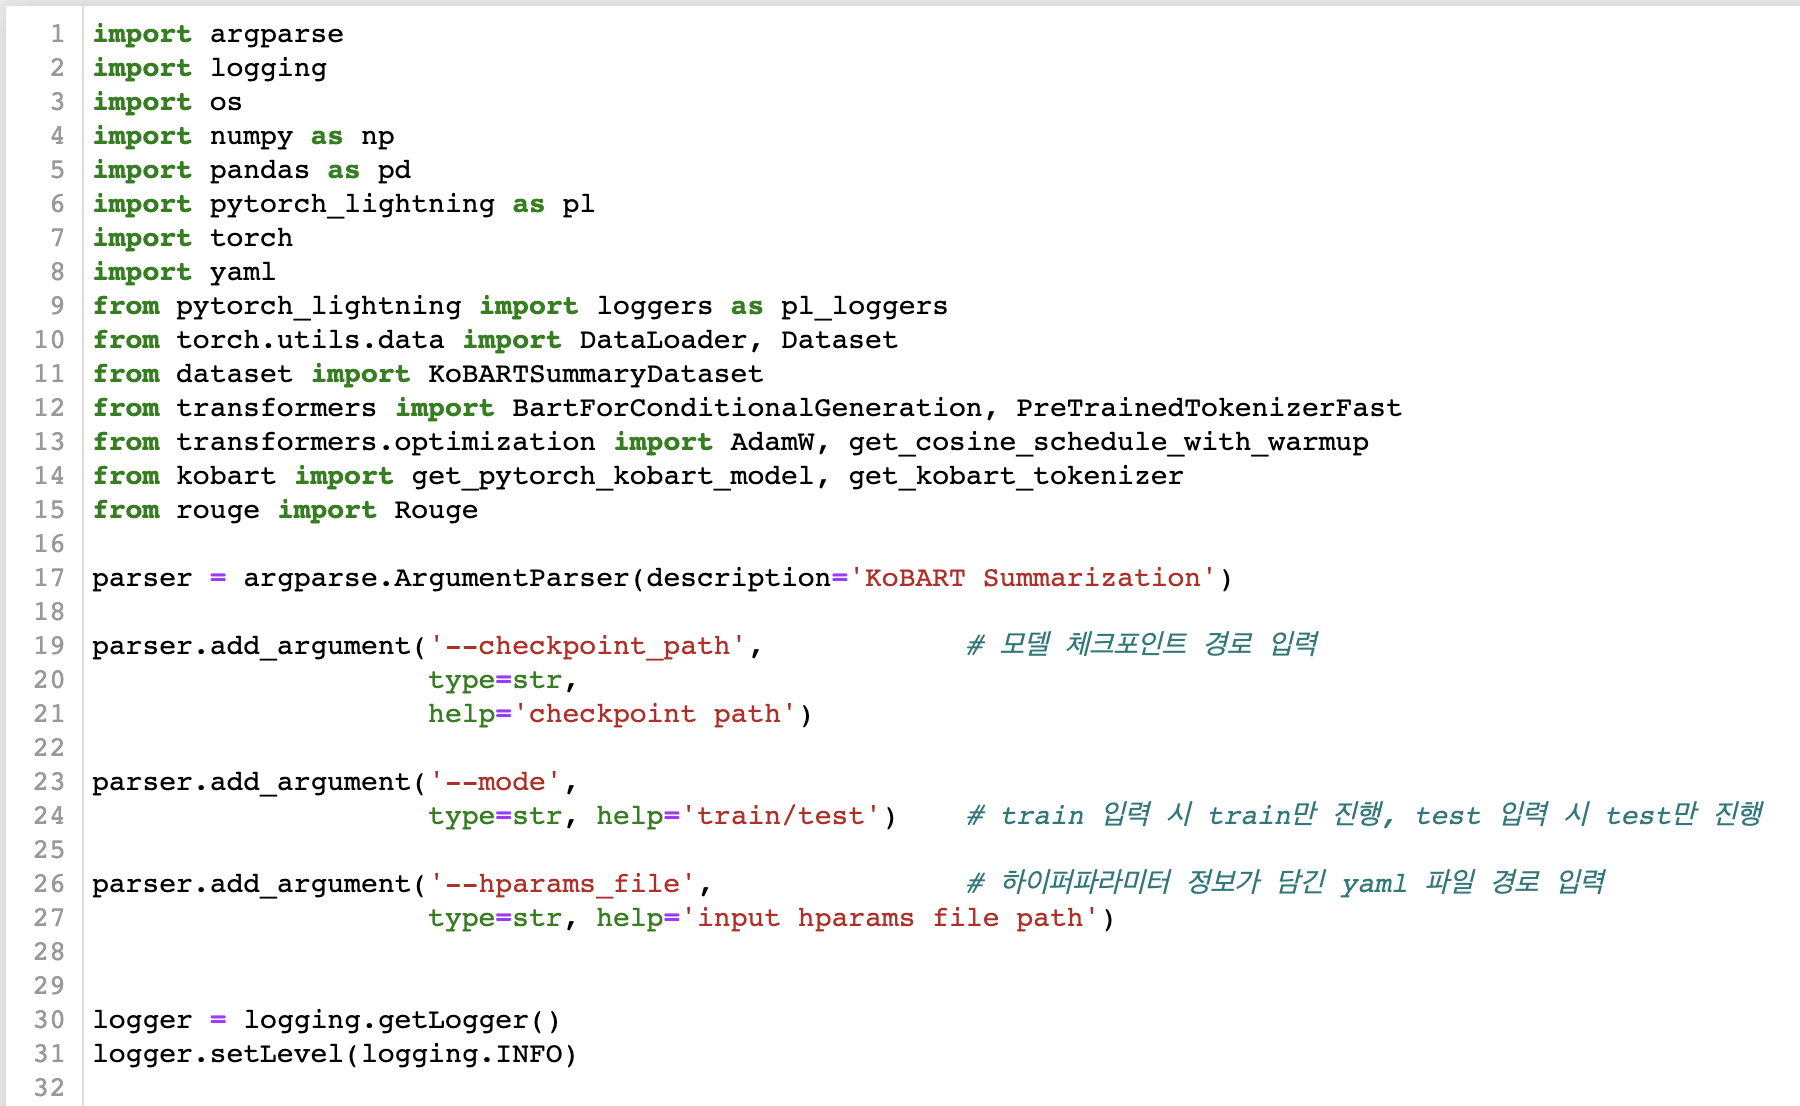 1 import argparse
2 import logging
3 import os
4 import numpy as np
5 import pandas as pd
6 import pytorch_lightning as pl
7 import torch
8 import yaml
9 from pytorch_lightning import loggers as pl_loggers
10 from torch.utils.data import DataLoader, Dataset
11 from dataset import KoBARTSummaryDataset
12 from transformers import BartForConditionalGeneration, PreTrainedTokenizerFast
13 from transformers.optimization import AdamW, get_cosine_schedule_with_warmup
14 from kobart import get_pytorch_kobart_model, get_kobart_tokenizer
15 from rouge import Rouge
16
17 parser = argparse.ArgumentParser(description='KoBART Summarization')
18
19 parser.add_argument('--checkpoint_path',            # 모델 체크포인트 경로 입력
20                     type=str,
21                     help='checkpoint path')
22
23 parser.add_argument('--mode',
24                     type=str, help='train/test')    # train 입력 시 train만 진행, test 입력 시 test만 진행
25
26 parser.add_argument('--hparams_file',               # 하이퍼파라미터 정보가 담긴 yaml 파일 경로 입력
27                     type=str, help='input hparams file path')
28
29
30 logger = logging.getLogger()
31 logger.setLevel(logging.INFO)
32